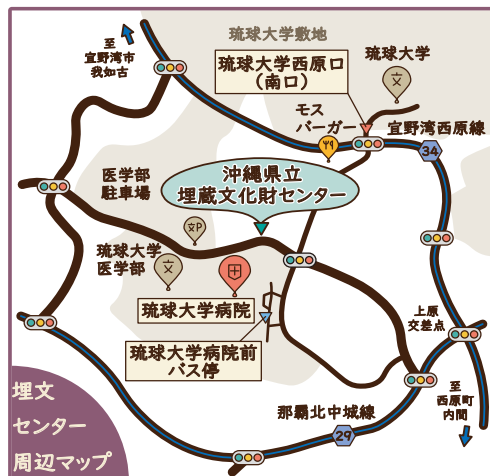 至
宜野湾市
我如古
琉球大学敷地
琉球大学
琉球大学西原口
(南口)
文
モス
バーガー
宜野湾西原線
34
医学部
駐車場
沖縄県立
埋蔵文化財センター
文P
琉球大学
医学部
文
琉球大学病院
琉球大学病院前
バス停
上原
交差点
至
西原町
内間
那覇北中城線
29
埋文
センター
周辺マップ